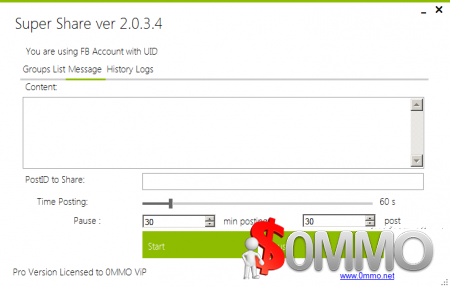 Super Share ver 2.0.3.4
You are using FB Account with UID
Groups List Message History Logs
Content:
PostID to Share:
Time Posting: 60 s
Pause : 30 min posting 30 post
Start
$0MMO
www.0mmo.net
Pro Version Licensed to 0MMO VIP